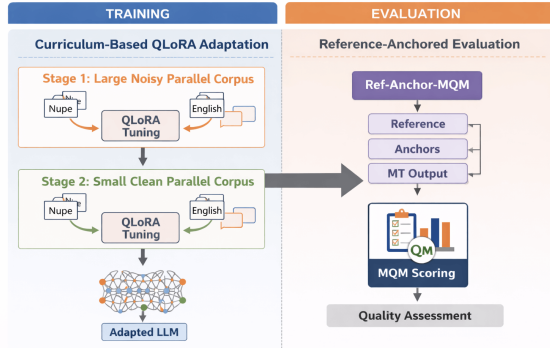 TRAINING
EVALUATION
Curriculum-Based QLoRA Adaptation
Stage 1: Large Noisy Parallel Corpus
Nupe
Nupe
QLoRA
Tuning
English
Stage 2: Small Clean Parallel Corpus
Nupe
Nupe
QLoRA
Tuning
English
Adapted LLM
Reference-Anchored Evaluation
Ref-Anchor-MQM
Reference
Anchors
MT Output
QM
MQM Scoring
Quality Assessment